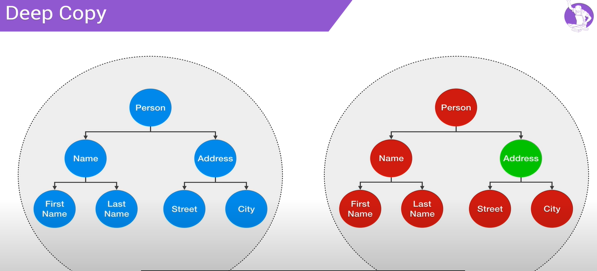 Deep Copy
Person
Name
Address
First
Name
Last
Name
Street
City
Person
Name
Address
First
Name
Last
Name
Street
City